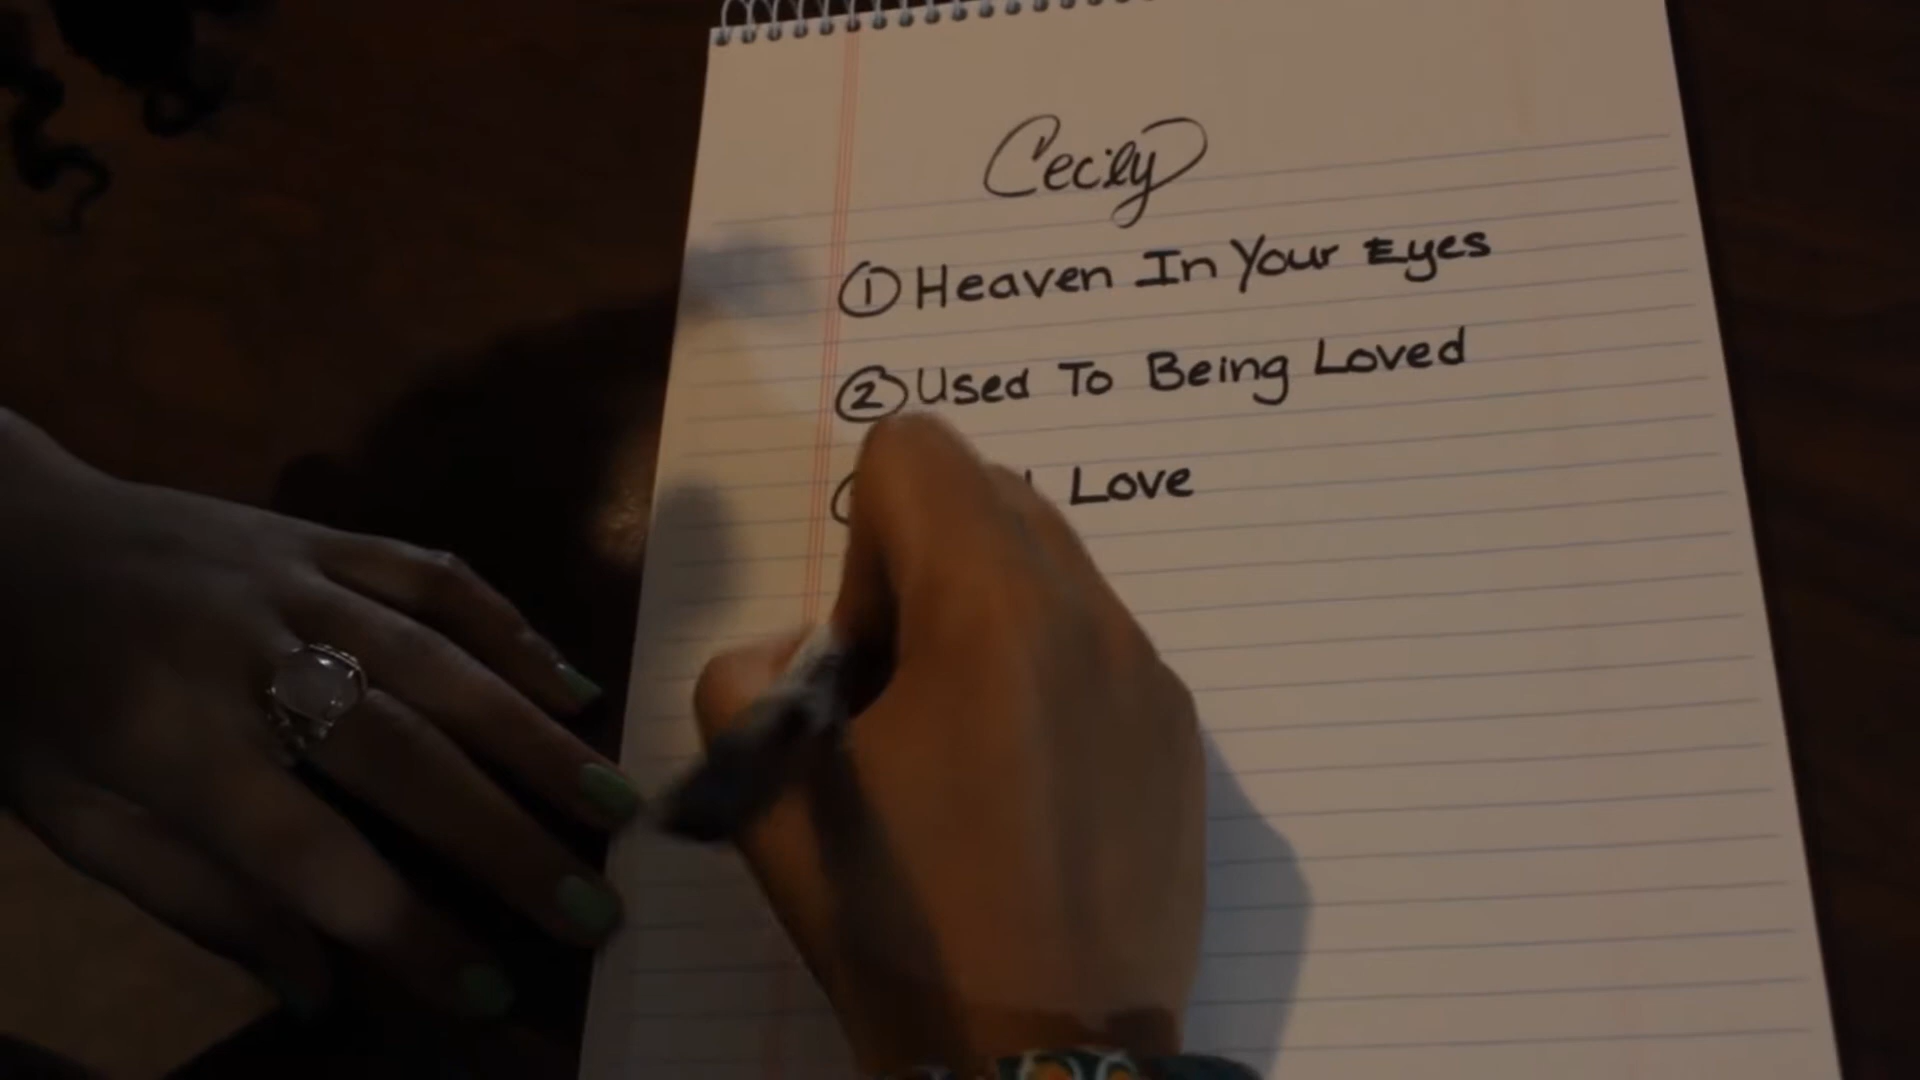 Cecily
① Heaven In Your Eyes
② Used To Being Loved
Love